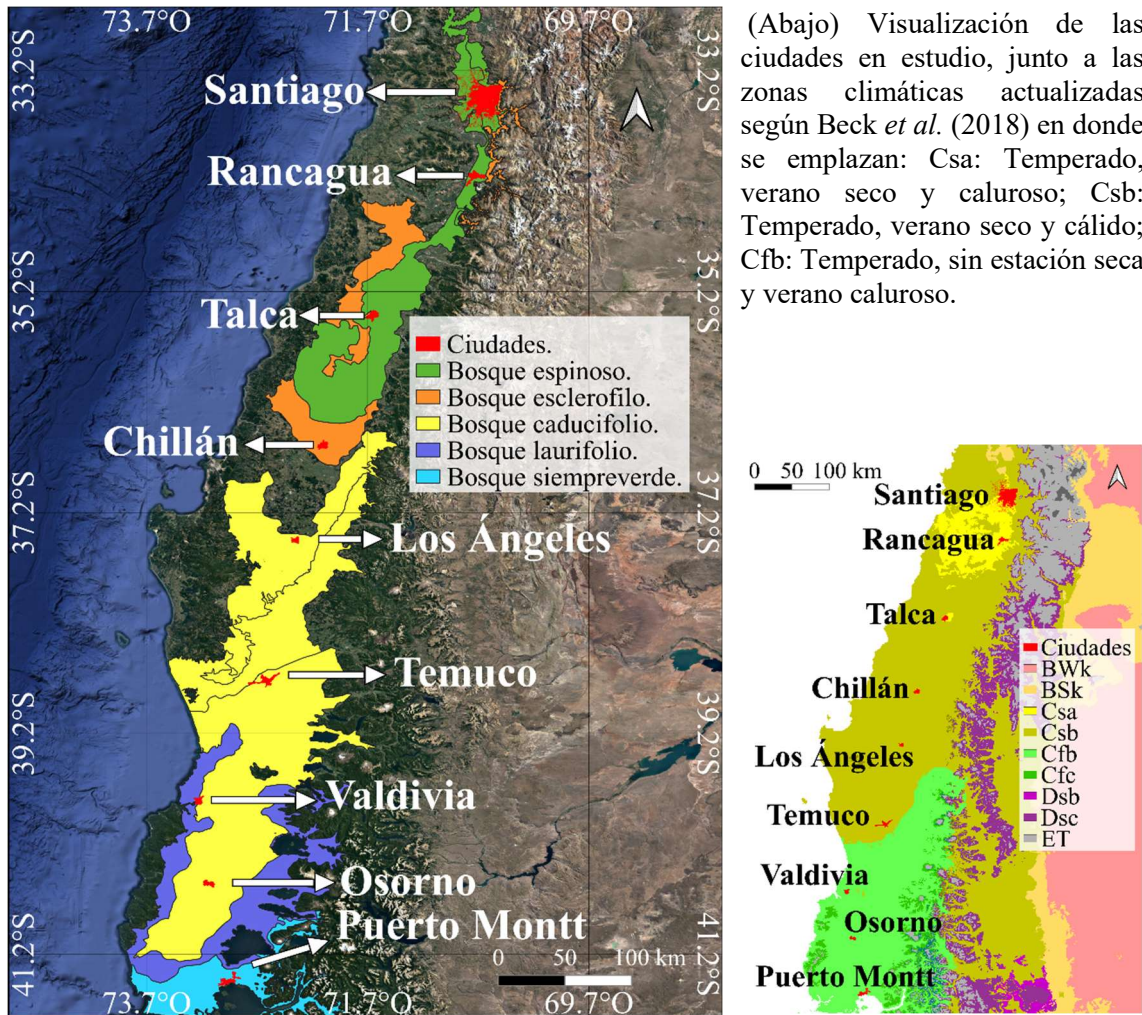 73.7°O 71.7°O 69.7°O
33.2°S
33.2°S
Santiago
Rancagua
35.2°S
35.2°S
Talca
Ciudades.
Bosque espinoso.
Bosque esclerofilo.
Bosque caducifolio.
Bosque laurifolio.
Bosque siempreverde.
Chillán
37.2°S
37.2°S
Los Ángeles
Temuco
39.2°S
39.2°S
Valdivia
Osorno
Puerto Montt
41.2°S
41.2°S
0 50 100 km
73.7°O 71.7°O 69.7°O
(Abajo) Visualización de las
ciudades en estudio, junto a las
zonas climáticas actualizadas
según Beck et al. (2018) en donde
se emplazan: Csa: Temperado,
verano seco y caluroso; Csb:
Temperado, verano seco y cálido;
Cfb: Temperado, sin estación seca
y verano caluroso.
0 50 100 km
Santiago
Rancagua
Talca
Chillán
Los Ángeles
Temuco
Valdivia
Osorno
Puerto Montt
Ciudades
BWk
BSk
Csa
Csb
Cfb
Cfc
Dsb
Dsc
ET